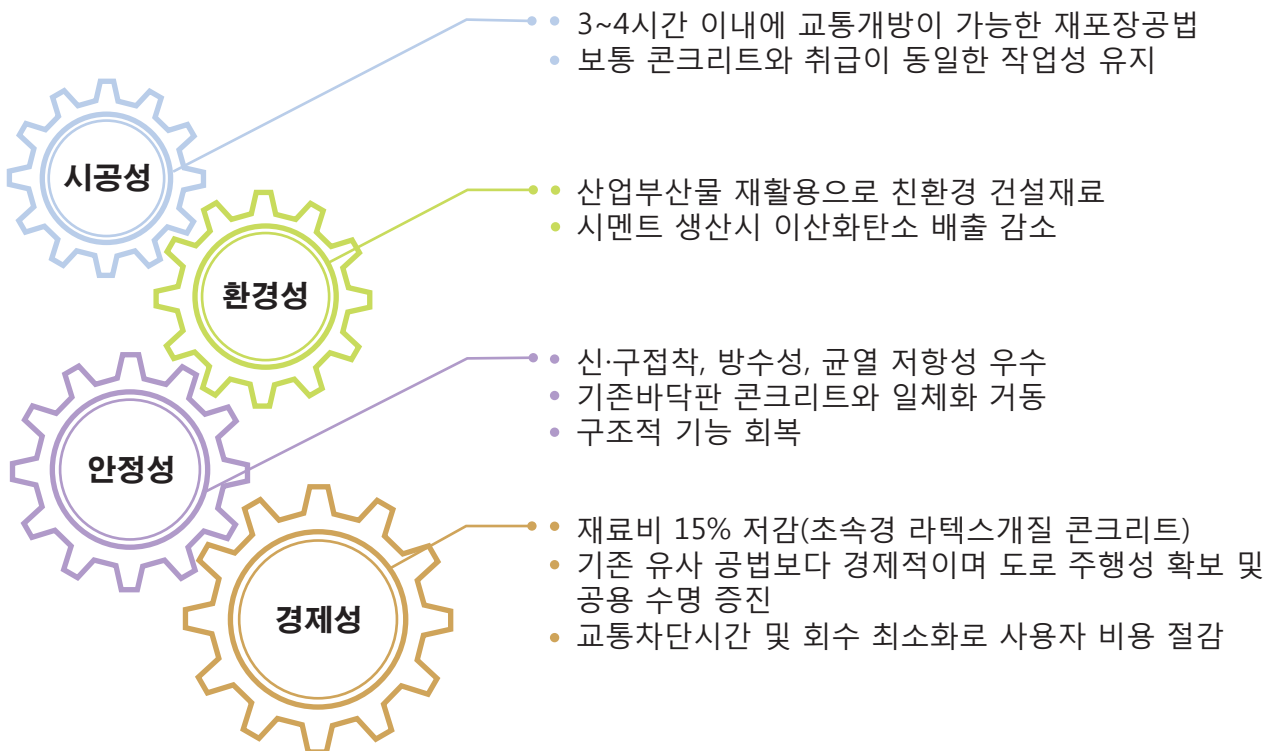 시공성
3~4시간 이내에 교통개방이 가능한 재포장공법
보통 콘크리트와 취급이 동일한 작업성 유지
환경성
산업부산물 재활용으로 친환경 건설재료
시멘트 생산시 이산화탄소 배출 감소
안정성
신·구접착, 방수성, 균열 저항성 우수
기존바닥판 콘크리트와 일체화 거동
구조적 기능 회복
경제성
재료비 15% 저감(초속경 라텍스개질 콘크리트)
기존 유사 공법보다 경제적이며 도로 주행성 확보 및
공용 수명 증진
교통차단시간 및 회수 최소화로 사용자 비용 절감